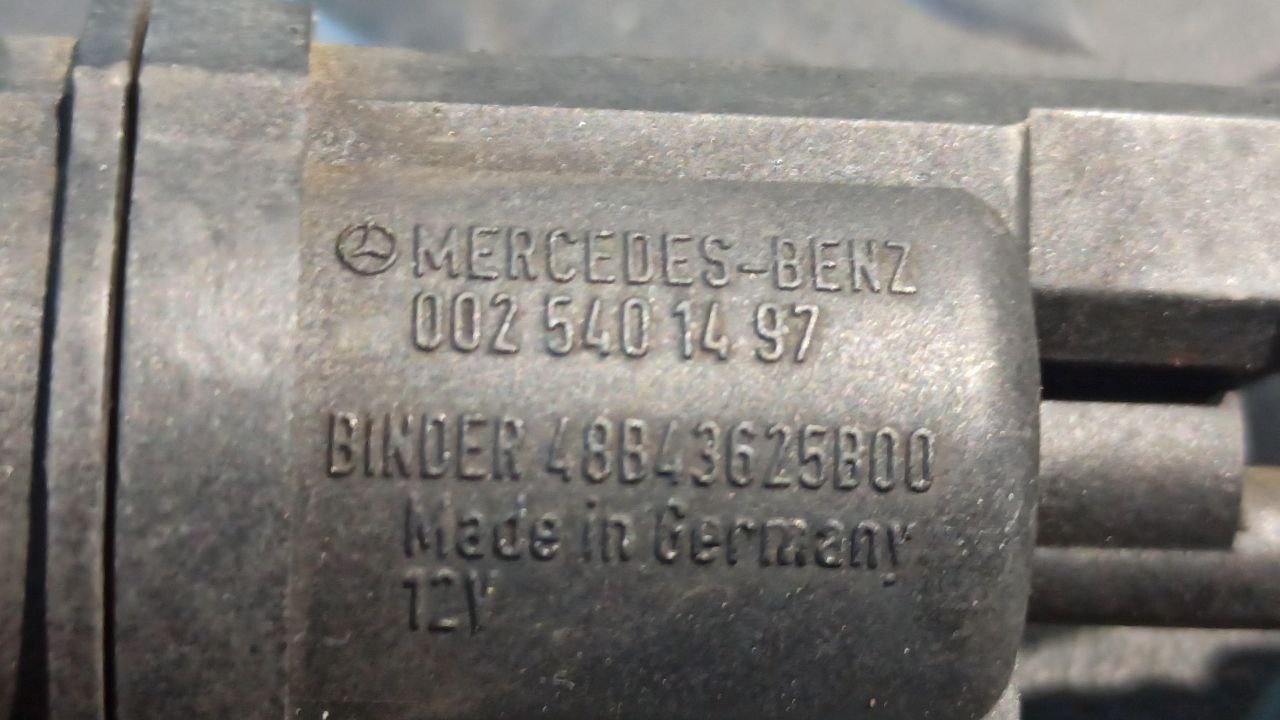 MERCEDES-BENZ
002 540 14 97
BINDER 48B43625B00
Made in Germany
12V